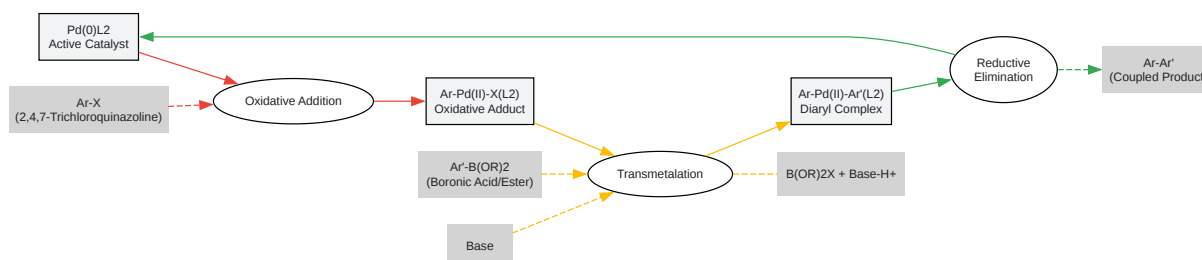 Pd(0)L2
Active Catalyst
Ar-X
(2,4,7-Trichloroquinazoline)
Oxidative Addition
Ar-Pd(II)-X(L2)
Oxidative Adduct
Ar'-B(OR)2
(Boronic Acid/Ester)
Base
Transmetalation
Ar-Pd(II)-Ar'(L2)
Diaryl Complex
B(OR)2X + Base-H+
Reductive
Elimination
Ar-Ar'
(Coupled Product)